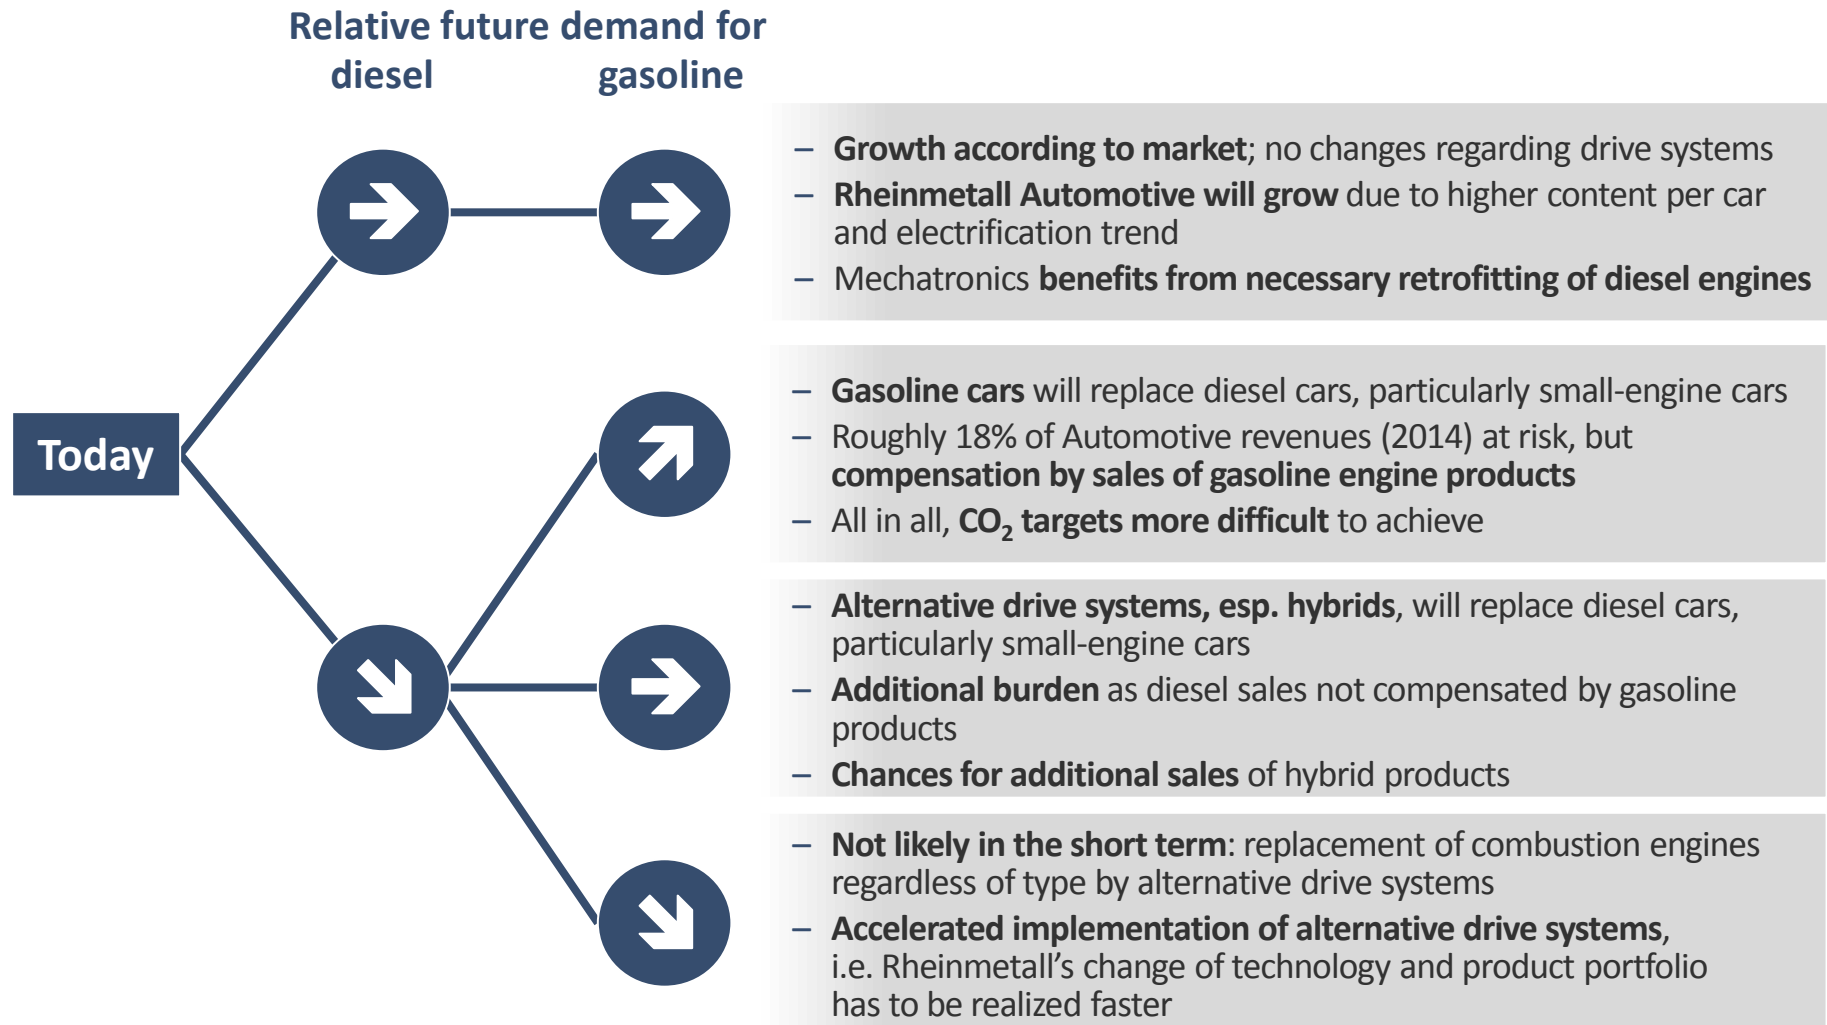 Relative future demand for
diesel gasoline
– Growth according to market; no changes regarding drive systems
– Rheinmetall Automotive will grow due to higher content per car
and electrification trend
– Mechatronics benefits from necessary retrofitting of diesel engines
Today
– Gasoline cars will replace diesel cars, particularly small-engine cars
– Roughly 18% of Automotive revenues (2014) at risk, but
compensation by sales of gasoline engine products
– All in all, CO₂ targets more difficult to achieve
– Alternative drive systems, esp. hybrids, will replace diesel cars,
particularly small-engine cars
– Additional burden as diesel sales not compensated by gasoline
products
– Chances for additional sales of hybrid products
– Not likely in the short term: replacement of combustion engines
regardless of type by alternative drive systems
– Accelerated implementation of alternative drive systems,
i.e. Rheinmetall’s change of technology and product portfolio
has to be realized faster